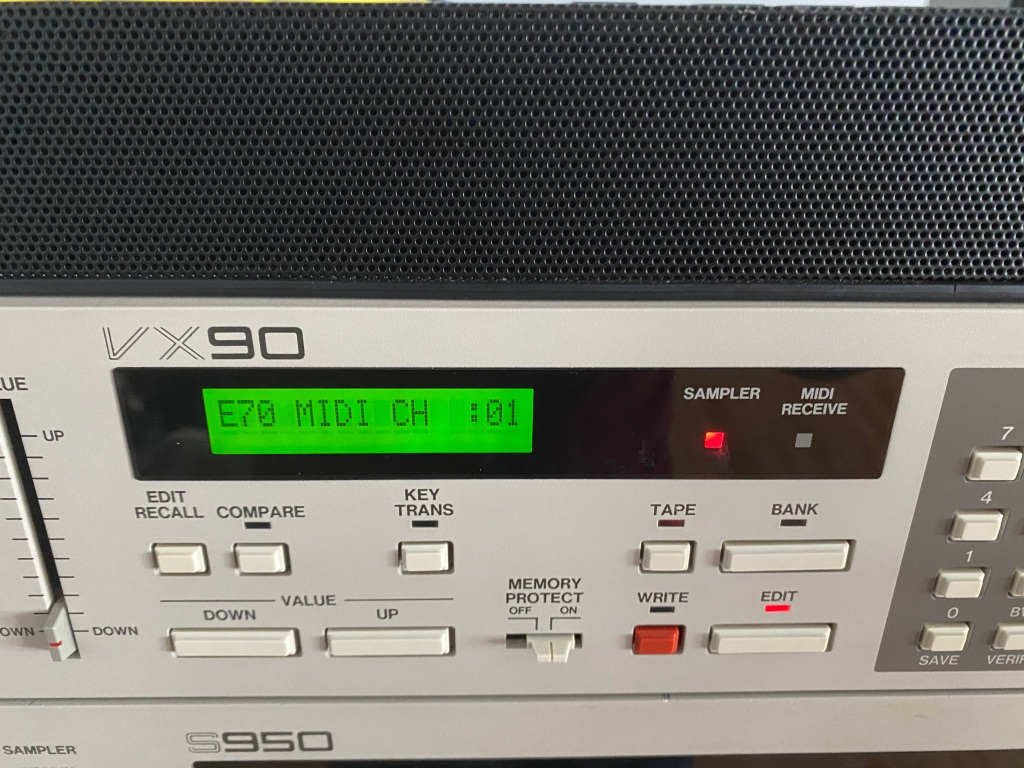 VX90
UE
UP
E70 MIDI CH :01
SAMPLER
MIDI
RECEIVE
7
EDIT
RECALL
COMPARE
KEY
TRANS
TAPE
BANK
4
1
VALUE
DOWN
UP
MEMORY
PROTECT
OFF
ON
WRITE
EDIT
0
OWN
DOWN
SAVE
VERIF
SAMPLER
S950